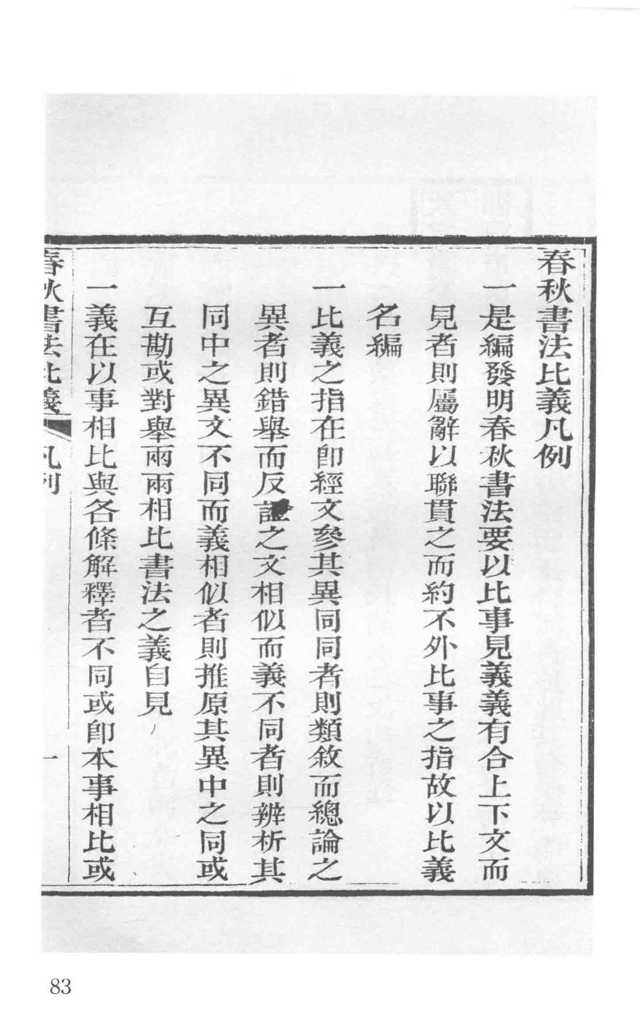 春秋書法比義凡例
一是編發明春秋書法要以比事見義義有合上下文而
見者則屬辭以聯貫之而約不外比事之指故以比義
名編
一比義之指在卽經文參其異同同者則類敘而總論之
異者則錯舉而反證之文相似而義不同者則辨析其
同中之異文不同而義相似者則推原其異中之同或
互勘或對舉兩兩相比書法之義自見
一義在以事相比與各條解釋者不同或卽本事相比或
春秋書法比義 凡例 一
83